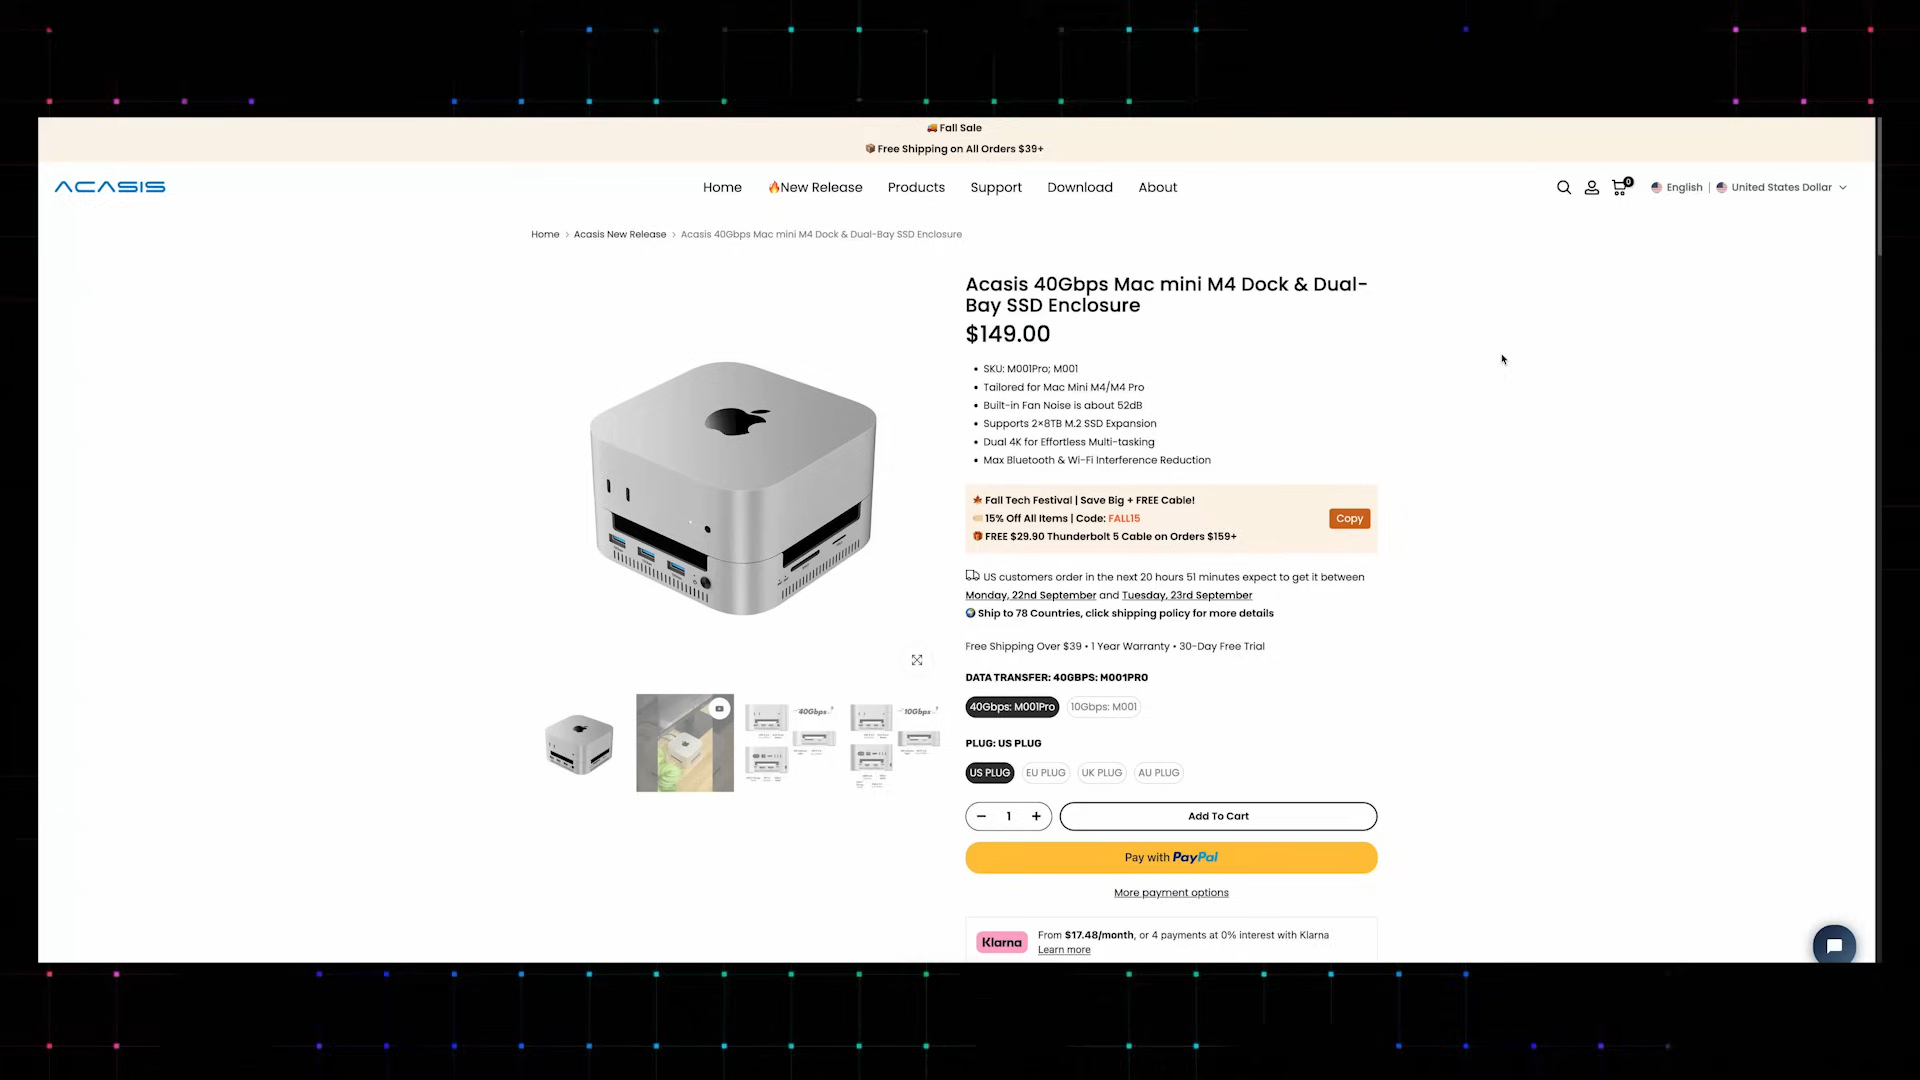 Fall Sale
Free Shipping on All Orders $39+
ACASIS
Home
New Release
Products
Support
Download
About
0
English
United States Dollar
Home > Acasis New Release > Acasis 40Gbps Mac mini M4 Dock & Dual-Bay SSD Enclosure
Acasis 40Gbps Mac mini M4 Dock & Dual-
Bay SSD Enclosure
$149.00
SKU: M001Pro; M001
Tailored for Mac Mini M4/M4 Pro
Built-in Fan Noise is about 52dB
Supports 2×8TB M.2 SSD Expansion
Dual 4K for Effortless Multi-tasking
Max Bluetooth & Wi-Fi Interference Reduction
Fall Tech Festival | Save Big + FREE Cable!
15% Off All Items | Code: FALL15
Copy
FREE $29.90 Thunderbolt 5 Cable on Orders $159+
US customers order in the next 20 hours 51 minutes expect to get it between
Monday, 22nd September and Tuesday, 23rd September
Ship to 78 Countries, click shipping policy for more details
Free Shipping Over $39 • 1 Year Warranty • 30-Day Free Trial
DATA TRANSFER: 40GBPS: M001PRO
40Gbps: M001Pro
10Gbps: M001
40Gbps
10Gbps
PLUG: US PLUG
US PLUG
EU PLUG
UK PLUG
AU PLUG
1
Add To Cart
Pay with PayPal
More payment options
Klarna
From $17.48/month, or 4 payments at 0% interest with Klarna
Learn more